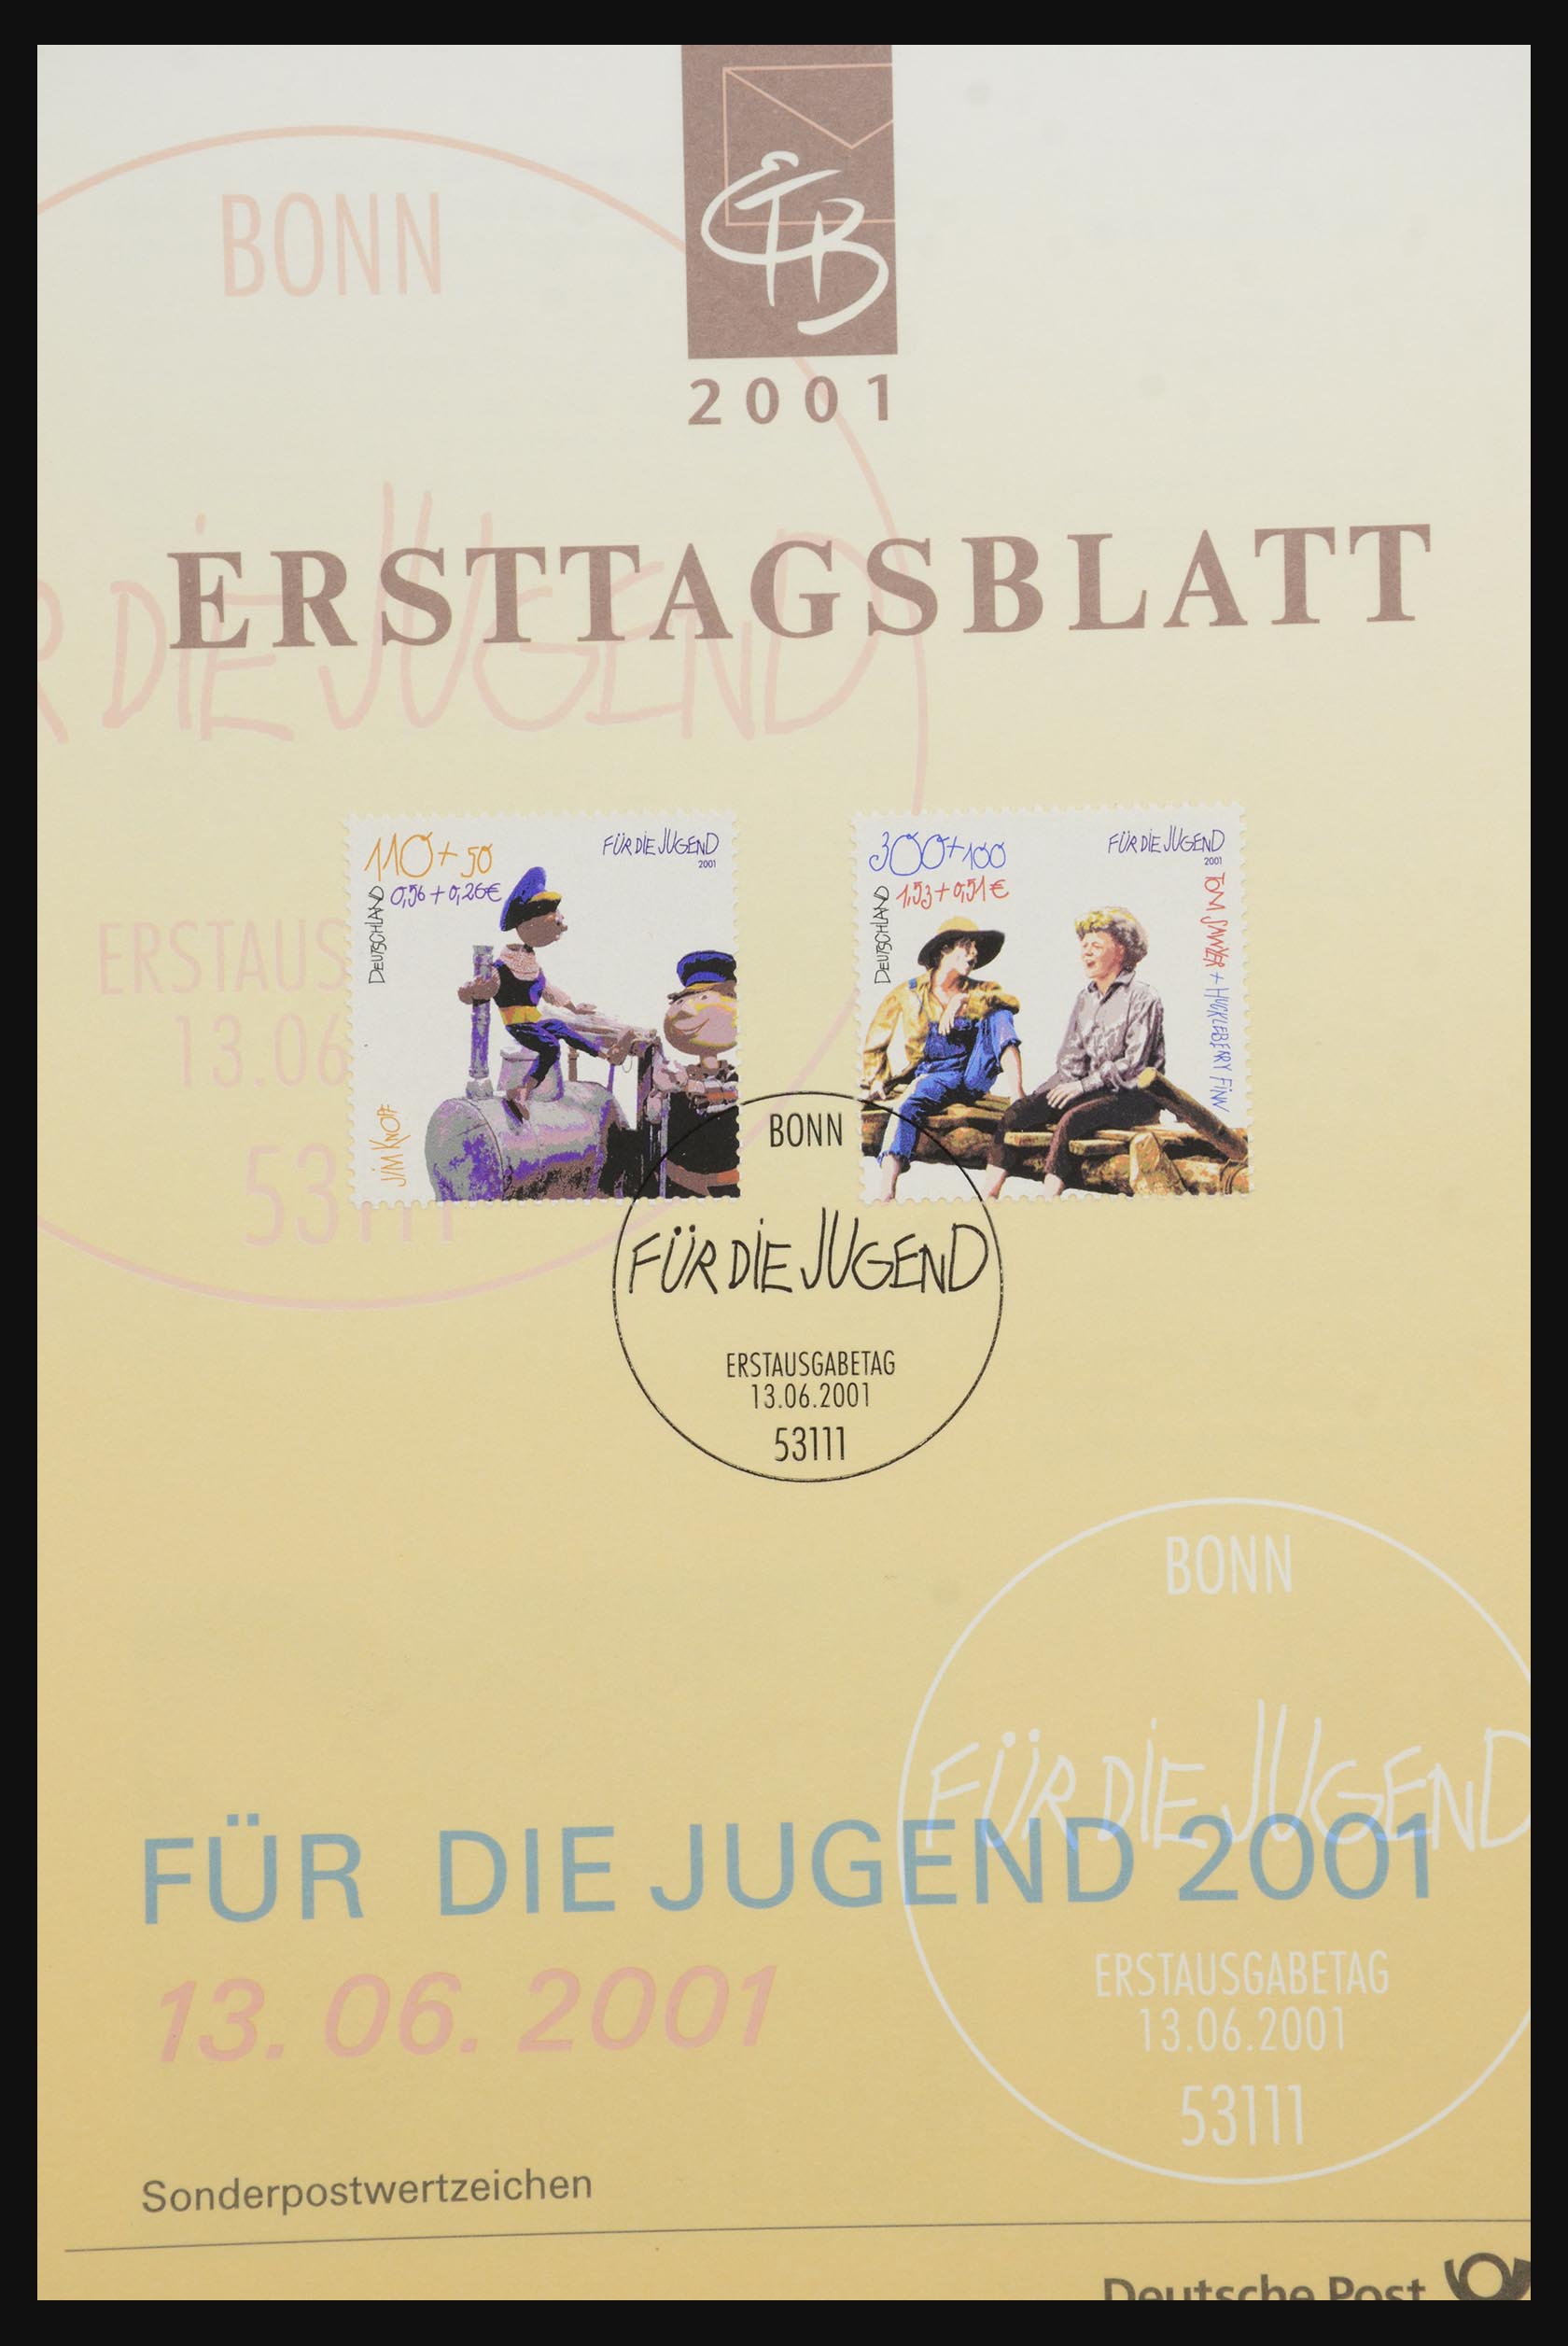 BONN
ETB
2001
ERSTTAGSBLATT
R DIE JUGEND
110+50
FÜR DIE JUGEND
2001
0,56+0,26€
DEUTSCHLAND
JIM KNOPF
300+100
FÜR DIE JUGEND
2001
1,53+0,51€
DEUTSCHLAND
TOM SAWYER + HUCKLEBERRY FINN
ERSTAUS
13.06
53111
BONN
FÜR DIE JUGEND
ERSTAUSGABETAG
13.06.2001
53111
BONN
FÜR DIE JUGEND
FÜR DIE JUGEND 2001
ERSTAUSGABETAG
13.06.2001
53111
13. 06. 2001
Sonderpostwertzeichen
Deutsche Post